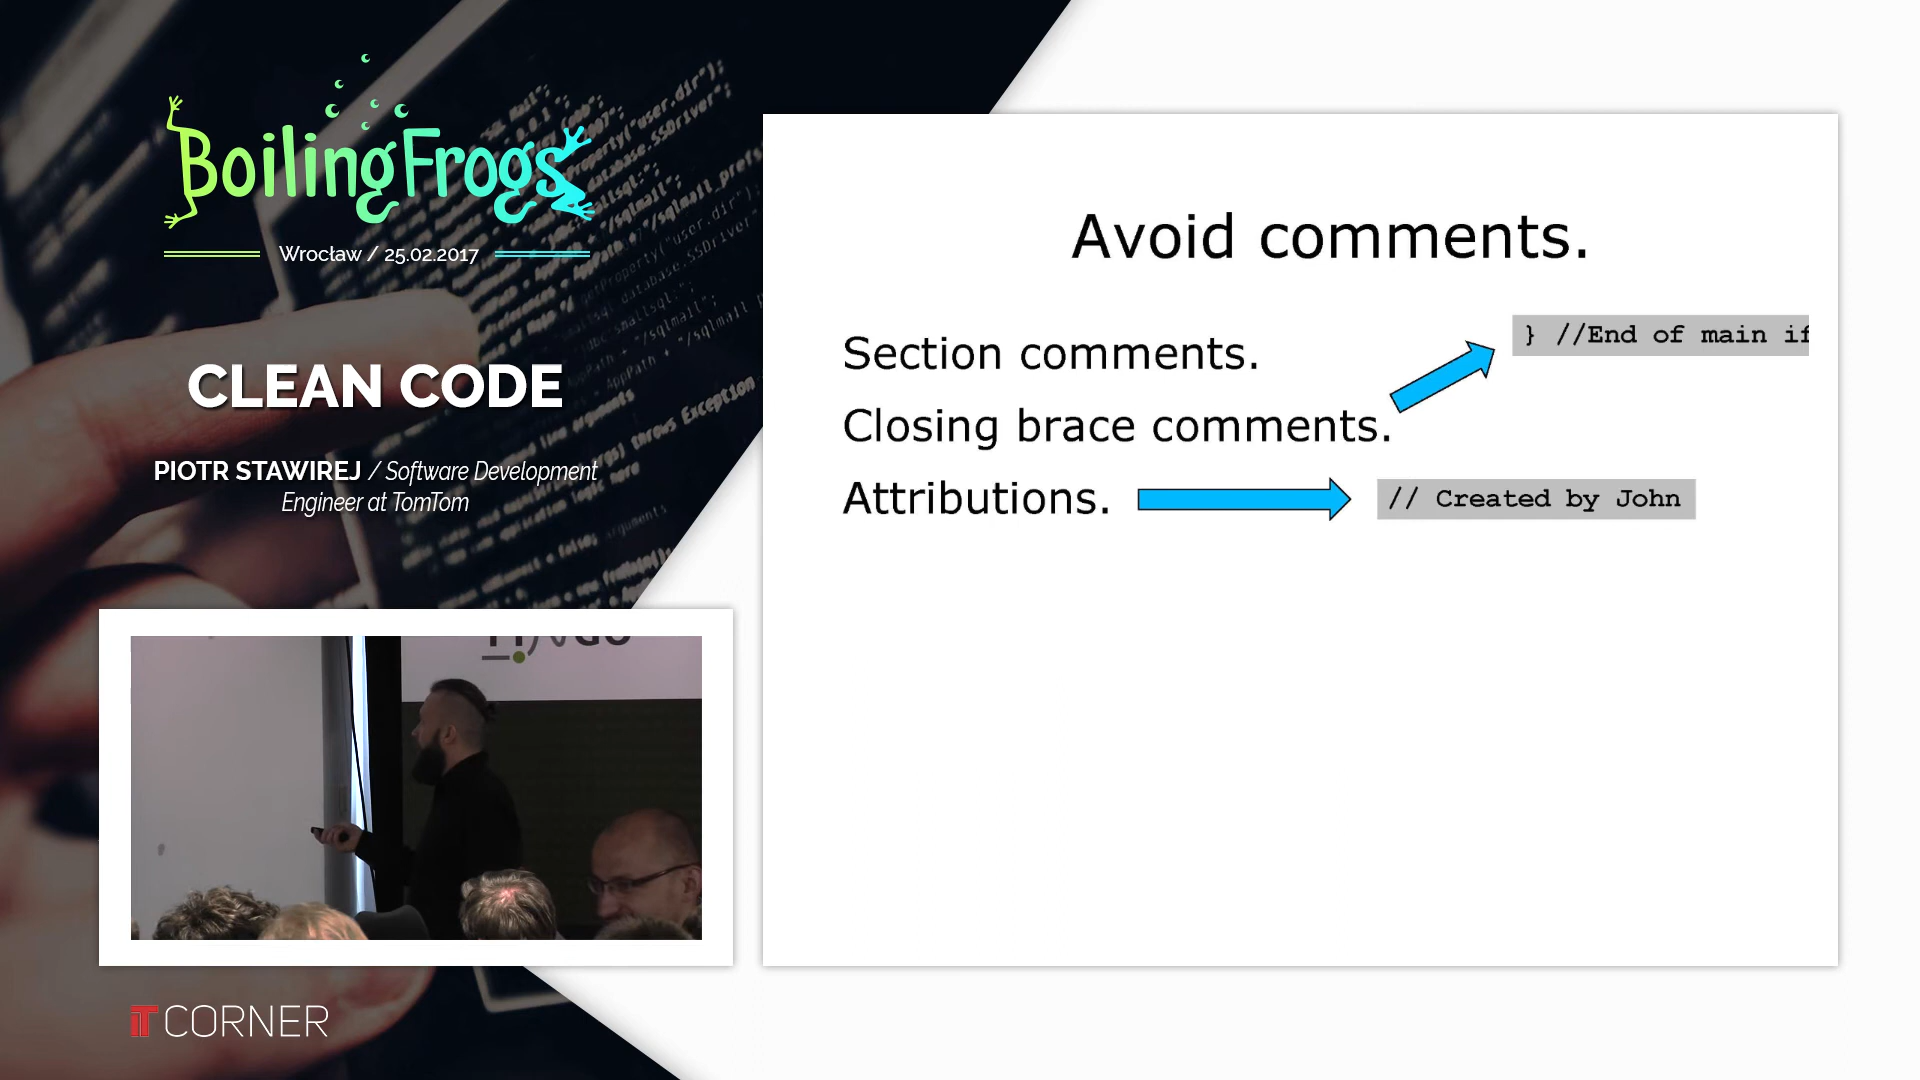 BoilingFrogs
Wrocław / 25.02.2017
CLEAN CODE
PIOTR STAWIREJ / Software Development
Engineer at TomTom
Avoid comments.
Section comments.
} //End of main if
Closing brace comments.
Attributions.
// Created by John
iT CORNER